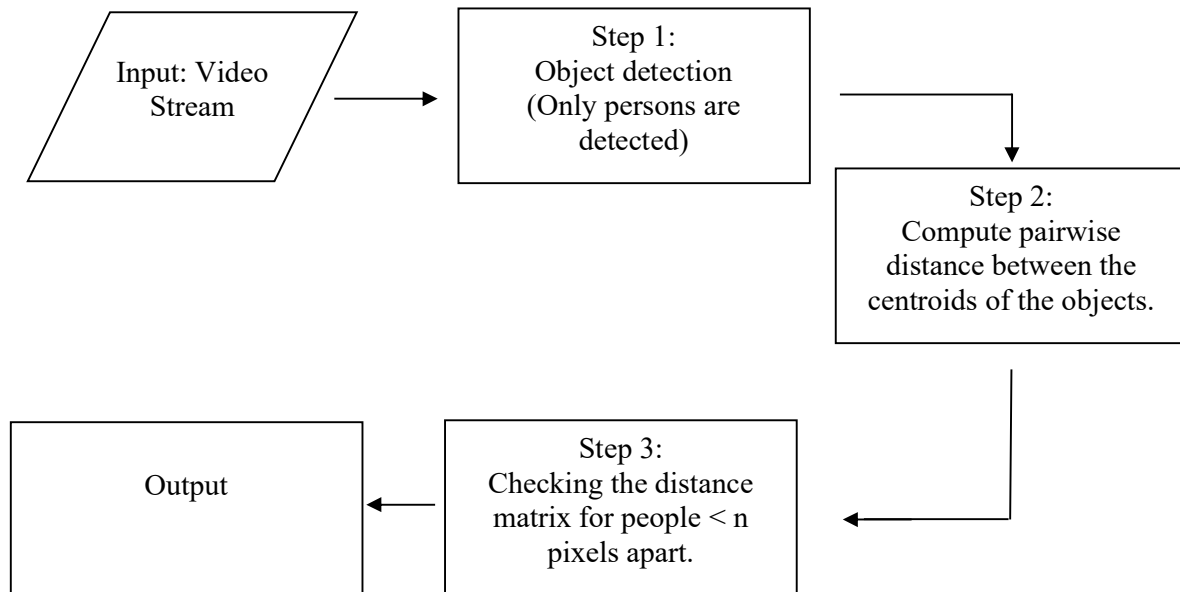 Input: Video
Stream
Step 1:
Object detection
(Only persons are
detected)
Step 2:
Compute pairwise
distance between the
centroids of the objects.
Step 3:
Checking the distance
matrix for people < n
pixels apart.
Output